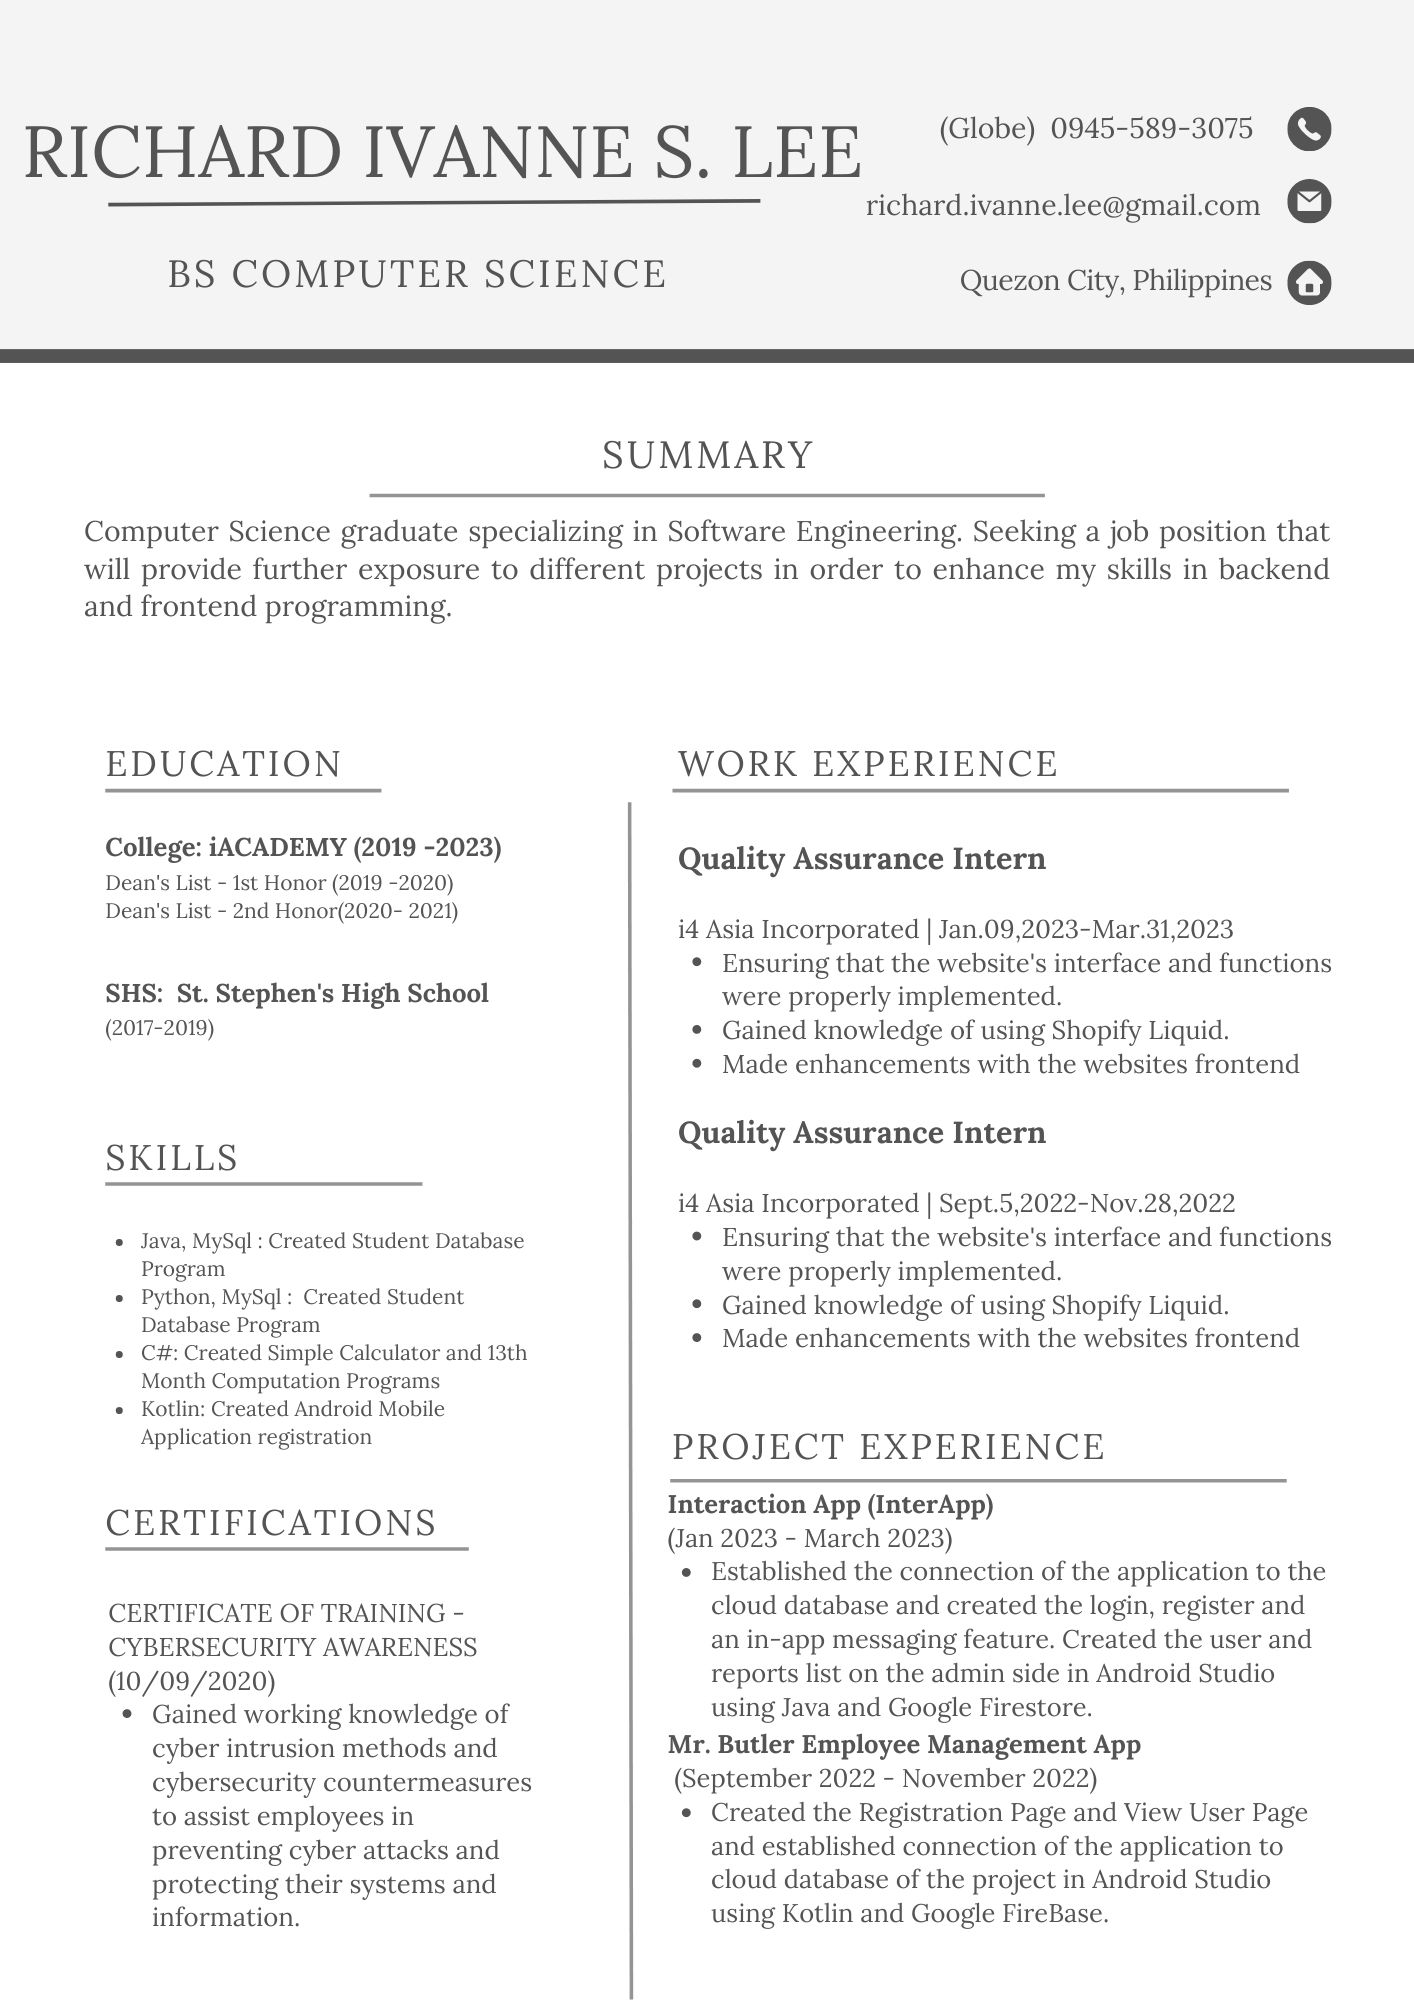 RICHARD IVANNE S. LEE
BS COMPUTER SCIENCE
(Globe)  0945-589-3075
richard.ivanne.lee@gmail.com
Quezon City, Philippines
SUMMARY
Computer Science graduate specializing in Software Engineering. Seeking a job position that
will provide further exposure to different projects in order to enhance my skills in backend
and frontend programming.
EDUCATION
College: iACADEMY (2019 -2023)
Dean's List - 1st Honor (2019 -2020)
Dean's List - 2nd Honor(2020- 2021)
SHS:  St. Stephen's High School
(2017-2019)
SKILLS
• Java, MySql : Created Student Database
Program
• Python, MySql :  Created Student
Database Program
• C#: Created Simple Calculator and 13th
Month Computation Programs
• Kotlin: Created Android Mobile
Application registration
CERTIFICATIONS
CERTIFICATE OF TRAINING -
CYBERSECURITY AWARENESS
(10/09/2020)
• Gained working knowledge of
cyber intrusion methods and
cybersecurity countermeasures
to assist employees in
preventing cyber attacks and
protecting their systems and
information.
WORK EXPERIENCE
Quality Assurance Intern
i4 Asia Incorporated | Jan.09,2023-Mar.31,2023
• Ensuring that the website's interface and functions
were properly implemented.
• Gained knowledge of using Shopify Liquid.
• Made enhancements with the websites frontend
Quality Assurance Intern
i4 Asia Incorporated | Sept.5,2022-Nov.28,2022
• Ensuring that the website's interface and functions
were properly implemented.
• Gained knowledge of using Shopify Liquid.
• Made enhancements with the websites frontend
PROJECT EXPERIENCE
Interaction App (InterApp)
(Jan 2023 - March 2023)
• Established the connection of the application to the
cloud database and created the login, register and
an in-app messaging feature. Created the user and
reports list on the admin side in Android Studio
using Java and Google Firestore.
Mr. Butler Employee Management App
(September 2022 - November 2022)
• Created the Registration Page and View User Page
and established connection of the application to
cloud database of the project in Android Studio
using Kotlin and Google FireBase.